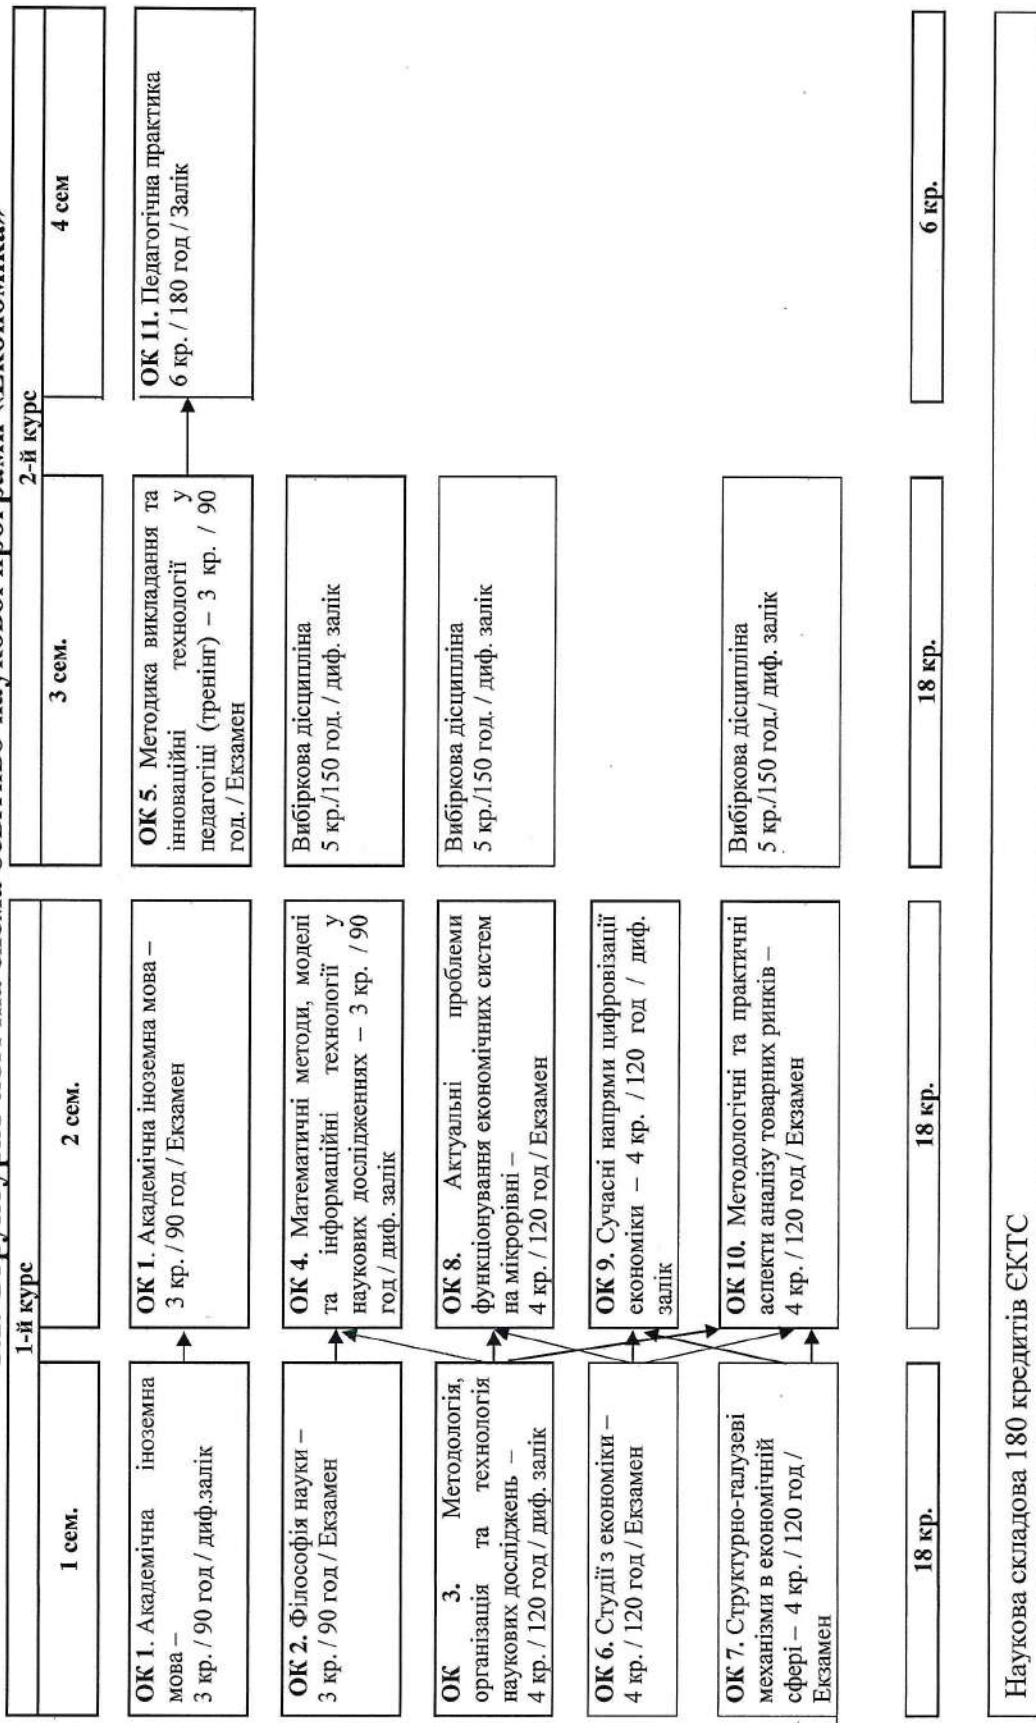 1-й курс
2-й курс
1 сем.
2 сем.
3 сем.
4 сем
ОК 1. Академічна іноземна
мова –
3 кр. / 90 год / диф.залік
ОК 1. Академічна іноземна мова –
3 кр. / 90 год / Екзамен
ОК 5. Методика викладання та
інноваційні технології у
педагогіці (тренінг) – 3 кр. / 90
год. / Екзамен
ОК 11. Педагогічна практика
6 кр. / 180 год / Залік
ОК 2. Філософія науки –
3 кр. / 90 год / Екзамен
ОК 4. Математичні методи, моделі
та інформаційні технології у
наукових дослідженнях – 3 кр. / 90
год / диф. залік
Вибіркова дісципліна
5 кр./150 год. / диф. залік
ОК 3. Методологія,
організація та технологія
наукових досліджень –
4 кр. / 120 год / диф. залік
ОК 8. Актуальні проблеми
функціонування економічних систем
на мікрорівні –
4 кр. / 120 год / Екзамен
Вибіркова дісципліна
5 кр./150 год. / диф. залік
ОК 6. Студії з економіки –
4 кр. / 120 год / Екзамен
ОК 9. Сучасні напрями цифровізації
економіки – 4 кр. / 120 год / диф.
залік
ОК 7. Структурно-галузеві
механізми в економічній
сфері – 4 кр. / 120 год /
Екзамен
ОК 10. Методологічні та практичні
аспекти аналізу товарних ринків –
4 кр. / 120 год / Екзамен
Вибіркова дісципліна
5 кр./150 год./ диф. залік
18 кр.
18 кр.
18 кр.
6 кр.
Наукова складова 180 кредитів ЄКТС